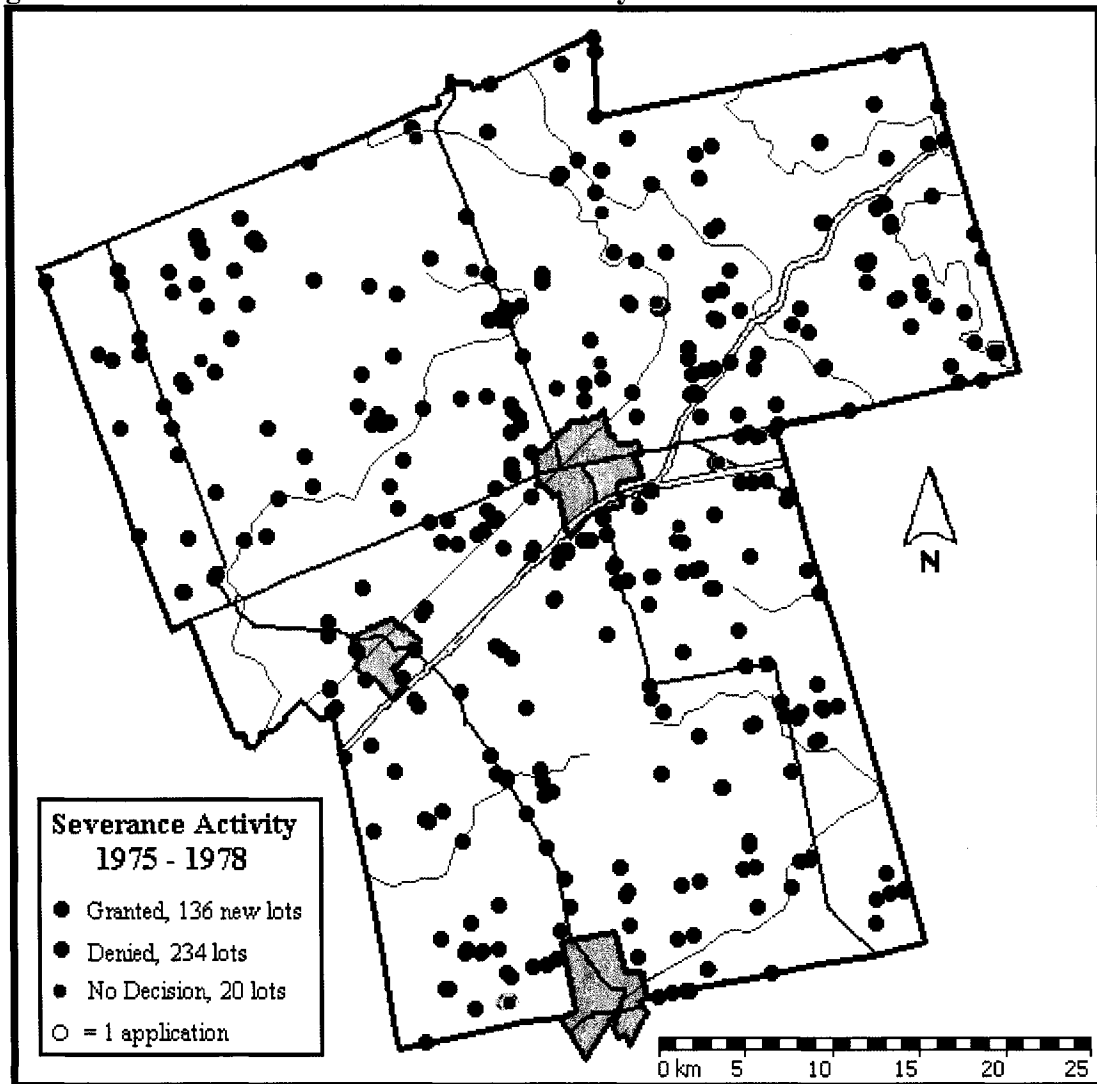 N
Severance Activity
1975 - 1978
Granted, 136 new lots
Denied, 234 lots
No Decision, 20 lots
= 1 application
0 km 5 10 15 20 25